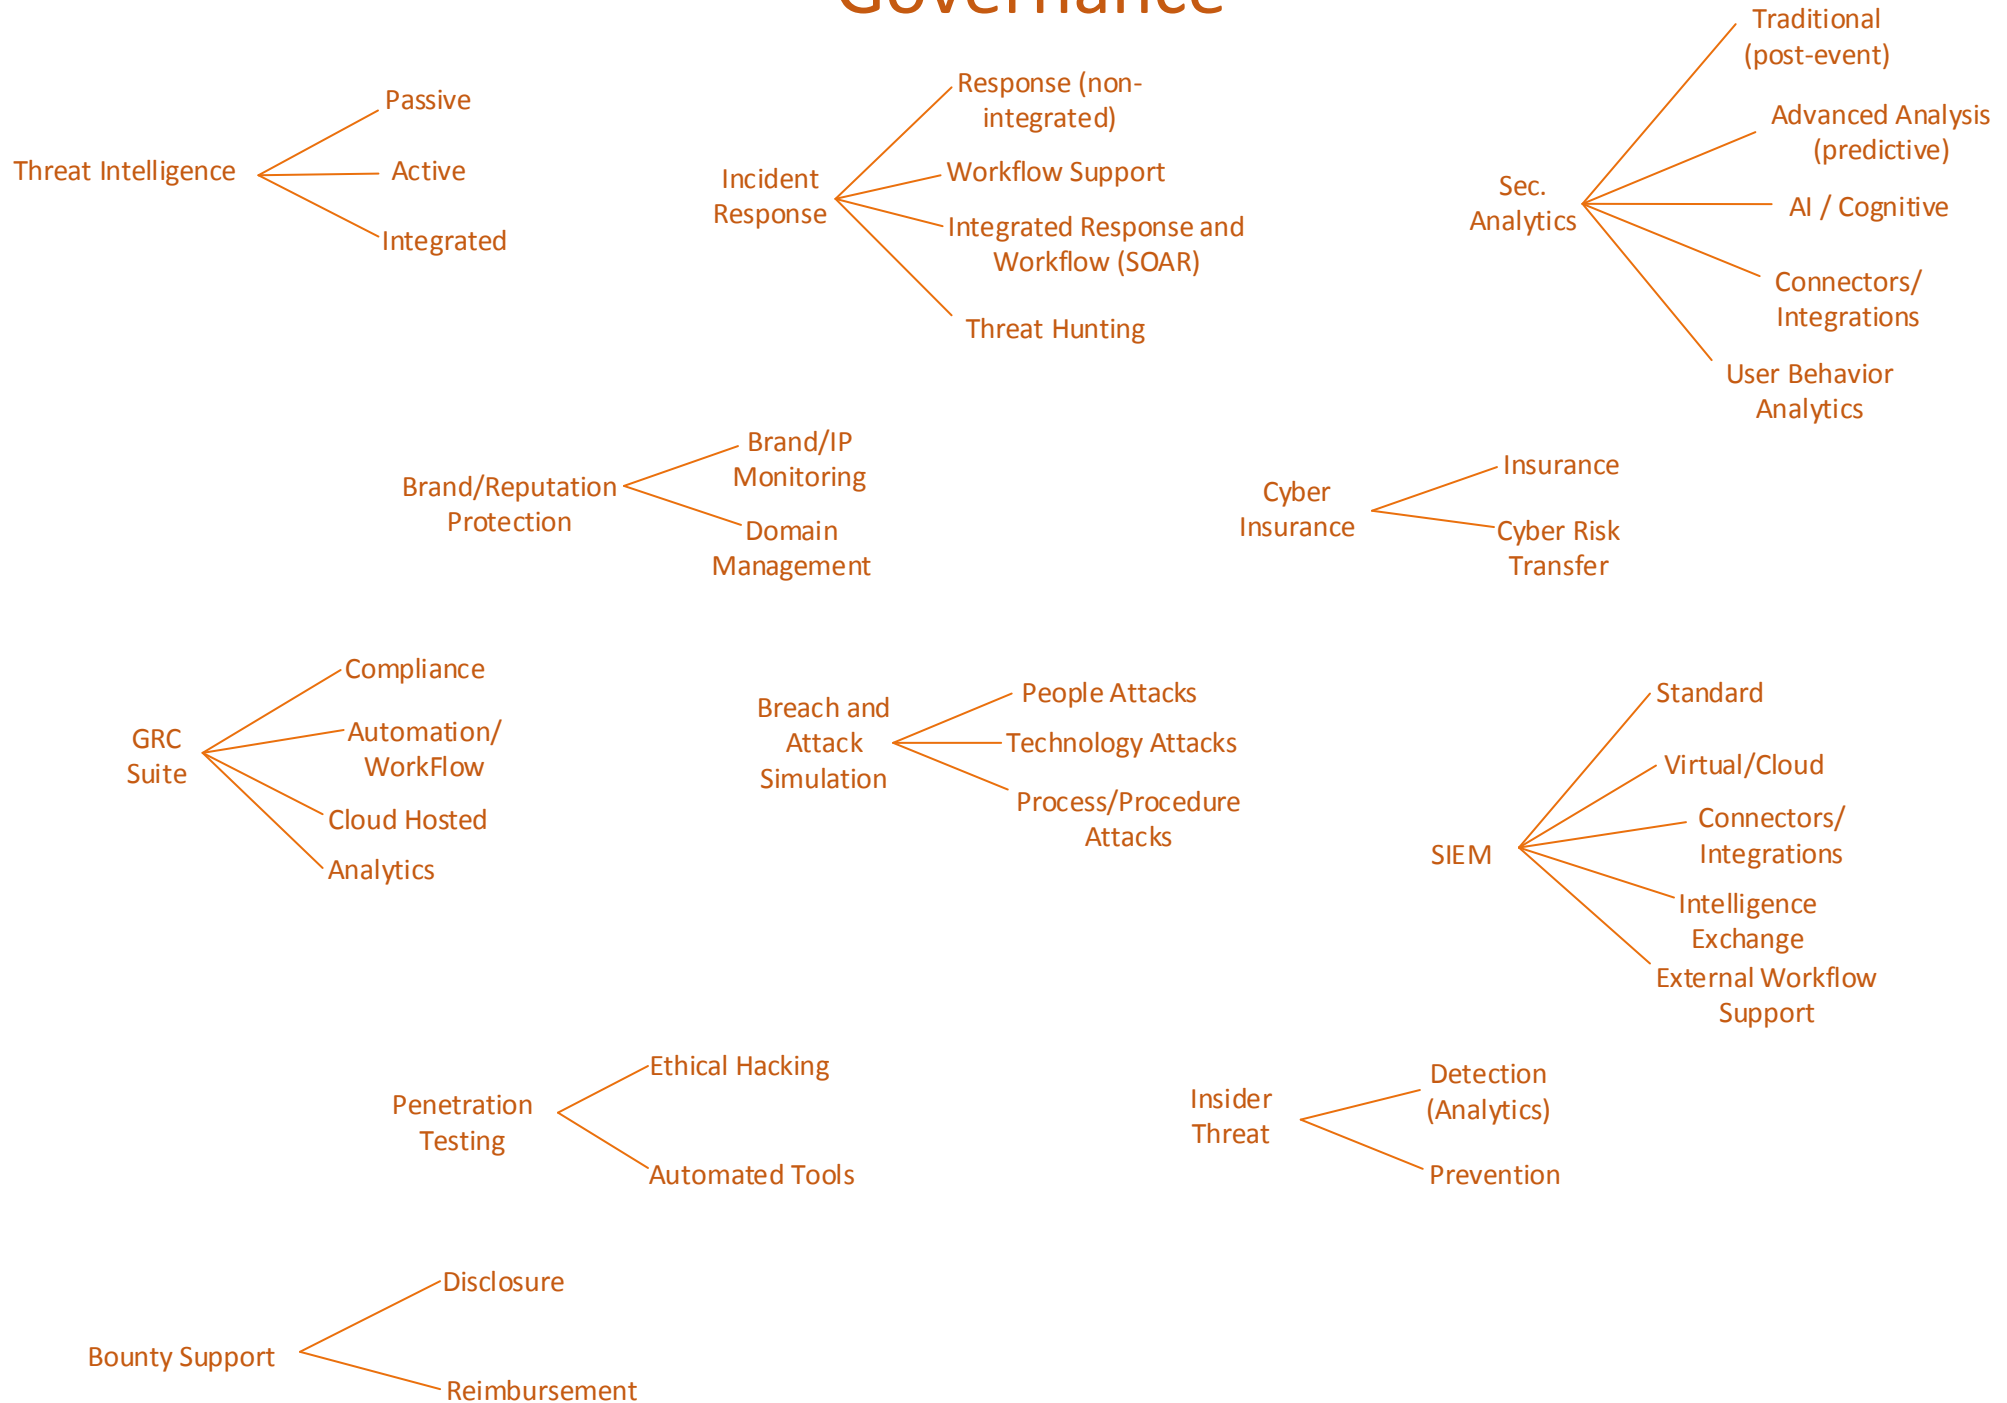 Governance
Threat Intelligence
Passive
Active
Integrated
Incident
Response
Response (non-
integrated)
Workflow Support
Integrated Response and
Workflow (SOAR)
Threat Hunting
Sec.
Analytics
Traditional
(post-event)
Advanced Analysis
(predictive)
AI / Cognitive
Connectors/
Integrations
User Behavior
Analytics
Brand/Reputation
Protection
Brand/IP
Monitoring
Domain
Management
Cyber
Insurance
Insurance
Cyber Risk
Transfer
GRC
Suite
Compliance
Automation/
WorkFlow
Cloud Hosted
Analytics
Breach and
Attack
Simulation
People Attacks
Technology Attacks
Process/Procedure
Attacks
SIEM
Standard
Virtual/Cloud
Connectors/
Integrations
Intelligence
Exchange
External Workflow
Support
Penetration
Testing
Ethical Hacking
Automated Tools
Insider
Threat
Detection
(Analytics)
Prevention
Bounty Support
Disclosure
Reimbursement